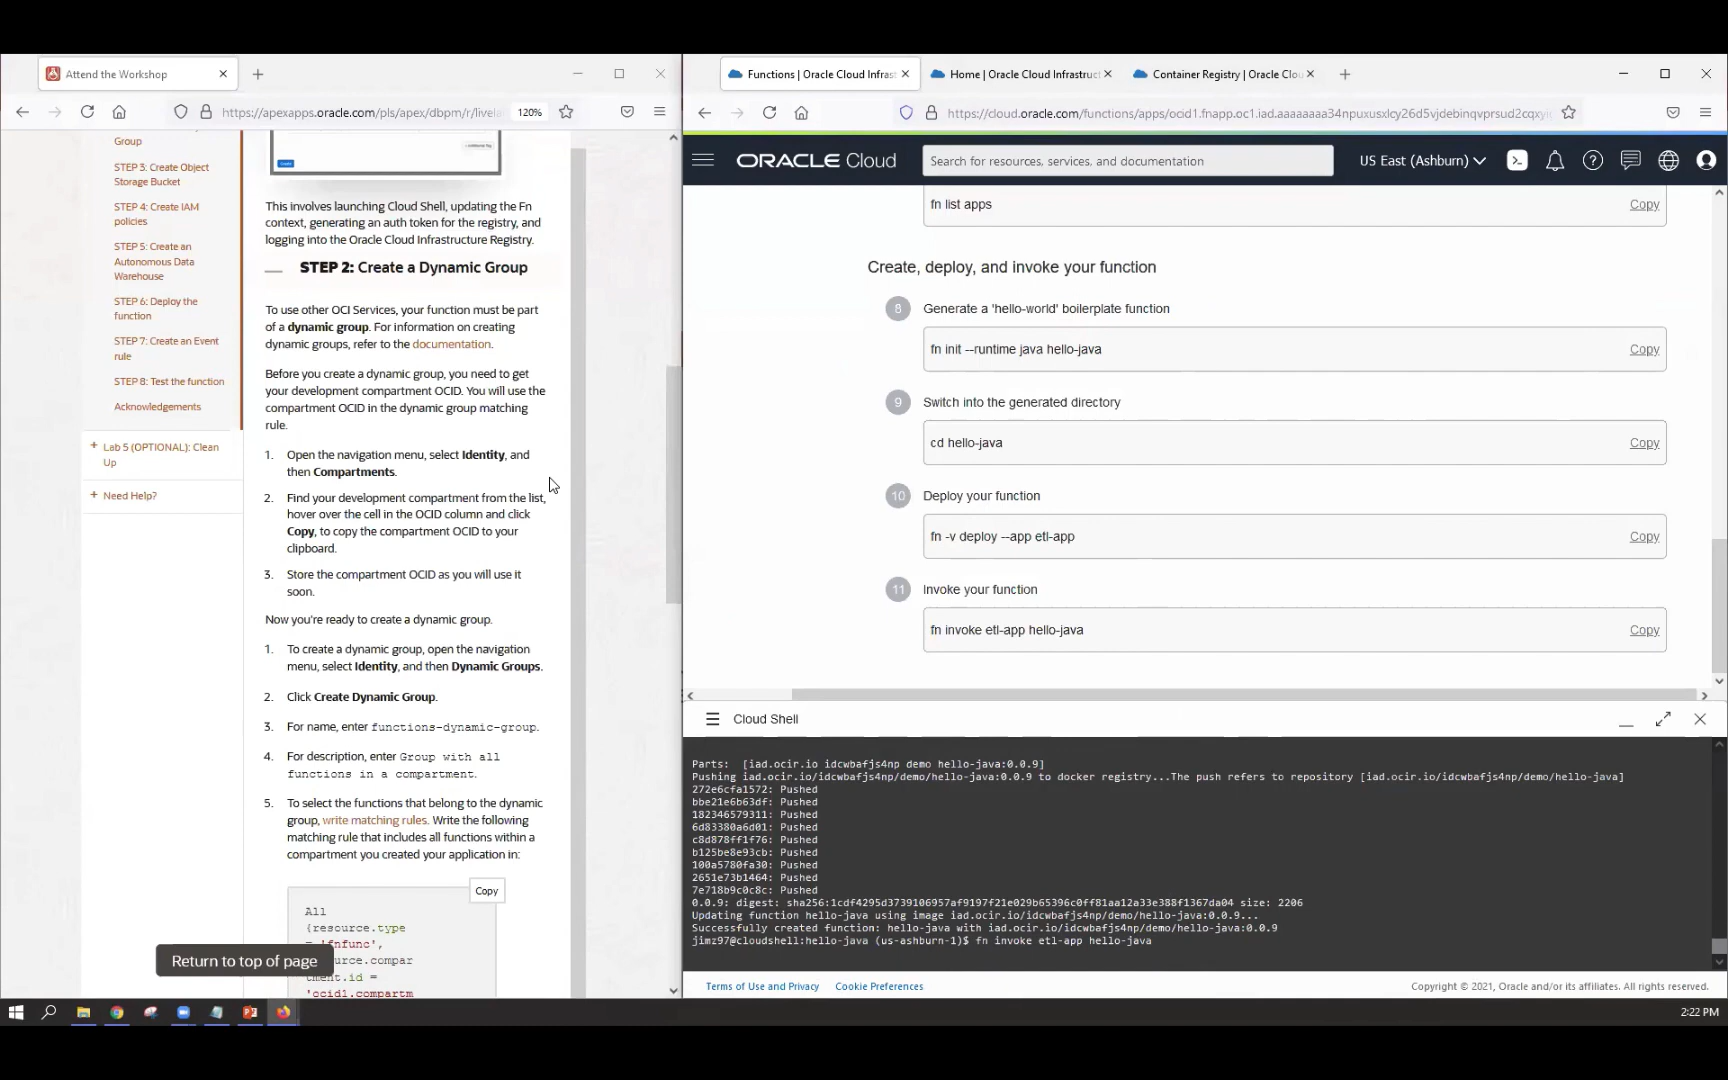 Attend the Workshop
https://apexapps.oracle.com/pls/apex/dbpm/r/livela
120%
Group
STEP 3: Create Object
Storage Bucket
STEP 4: Create IAM
policies
STEP 5: Create an
Autonomous Data
Warehouse
STEP 6: Deploy the
function
STEP 7: Create an Event
rule
STEP 8: Test the function
Acknowledgements
+ Lab 5 (OPTIONAL): Clean
Up
+ Need Help?
This involves launching Cloud Shell, updating the Fn
context, generating an auth token for the registry, and
logging into the Oracle Cloud Infrastructure Registry.
STEP 2: Create a Dynamic Group
To use other OCI Services, your function must be part
of a dynamic group. For information on creating
dynamic groups, refer to the documentation.
Before you create a dynamic group, you need to get
your development compartment OCID. You will use the
compartment OCID in the dynamic group matching
rule.
1. Open the navigation menu, select Identity, and
then Compartments.
2. Find your development compartment from the list,
hover over the cell in the OCID column and click
Copy, to copy the compartment OCID to your
clipboard.
3. Store the compartment OCID as you will use it
soon.
Now you're ready to create a dynamic group.
1. To create a dynamic group, open the navigation
menu, select Identity, and then Dynamic Groups.
2. Click Create Dynamic Group.
3. For name, enter functions-dynamic-group.
4. For description, enter Group with all
functions in a compartment.
5. To select the functions that belong to the dynamic
group, write matching rules. Write the following
matching rule that includes all functions within a
compartment you created your application in:
Copy
All
{resource.type
= 'fnfunc',
ource.compar
tment.id =
'ocid1.compartm
Return to top of page
Functions | Oracle Cloud Infrast
Home | Oracle Cloud Infrastruct
Container Registry | Oracle Clou
https://cloud.oracle.com/functions/apps/ocid1.fnapp.oc1.iad.aaaaaaaa34npuxusxlcy26d5vjdebinqvprsud2cqxyi
ORACLE Cloud
Search for resources, services, and documentation
US East (Ashburn)
fn list apps
Copy
Create, deploy, and invoke your function
8 Generate a 'hello-world' boilerplate function
fn init --runtime java hello-java
Copy
9 Switch into the generated directory
cd hello-java
Copy
10 Deploy your function
fn -v deploy --app etl-app
Copy
11 Invoke your function
fn invoke etl-app hello-java
Copy
Cloud Shell
Parts: [iad.ocir.io idcwbafjs4np demo hello-java:0.0.9]
Pushing iad.ocir.io/idcwbafjs4np/demo/hello-java:0.0.9 to docker registry...The push refers to repository [iad.ocir.io/idcwbafjs4np/demo/hello-java]
272e6cfa1572: Pushed
bbe21e6b63df: Pushed
182346579311: Pushed
6d83380a6d01: Pushed
c8d878ff1f76: Pushed
b125be8e93cb: Pushed
100a5780fa30: Pushed
2651e73b1464: Pushed
7e718b9c0c8c: Pushed
0.0.9: digest: sha256:1cdf4295d3739106957af9197f21e029b65396c0ff81aa12a33e388f1367da04 size: 2206
Updating function hello-java using image iad.ocir.io/idcwbafjs4np/demo/hello-java:0.0.9...
Successfully created function: hello-java with iad.ocir.io/idcwbafjs4np/demo/hello-java:0.0.9
jimz97@cloudshell:hello-java (us-ashburn-1)$ fn invoke etl-app hello-java
Terms of Use and Privacy
Cookie Preferences
Copyright © 2021, Oracle and/or its affiliates. All rights reserved.
2:22 PM